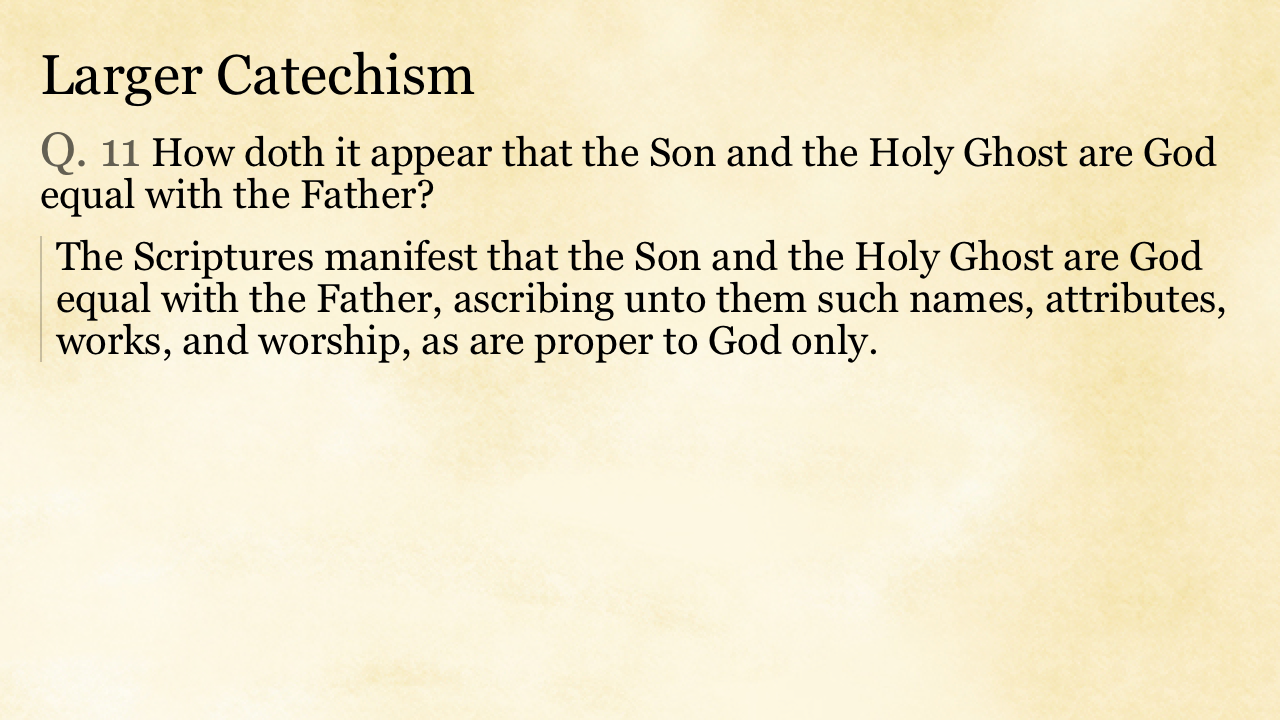 Larger Catechism
Q. 11 How doth it appear that the Son and the Holy Ghost are God
equal with the Father?
The Scriptures manifest that the Son and the Holy Ghost are God
equal with the Father, ascribing unto them such names, attributes,
works, and worship, as are proper to God only.